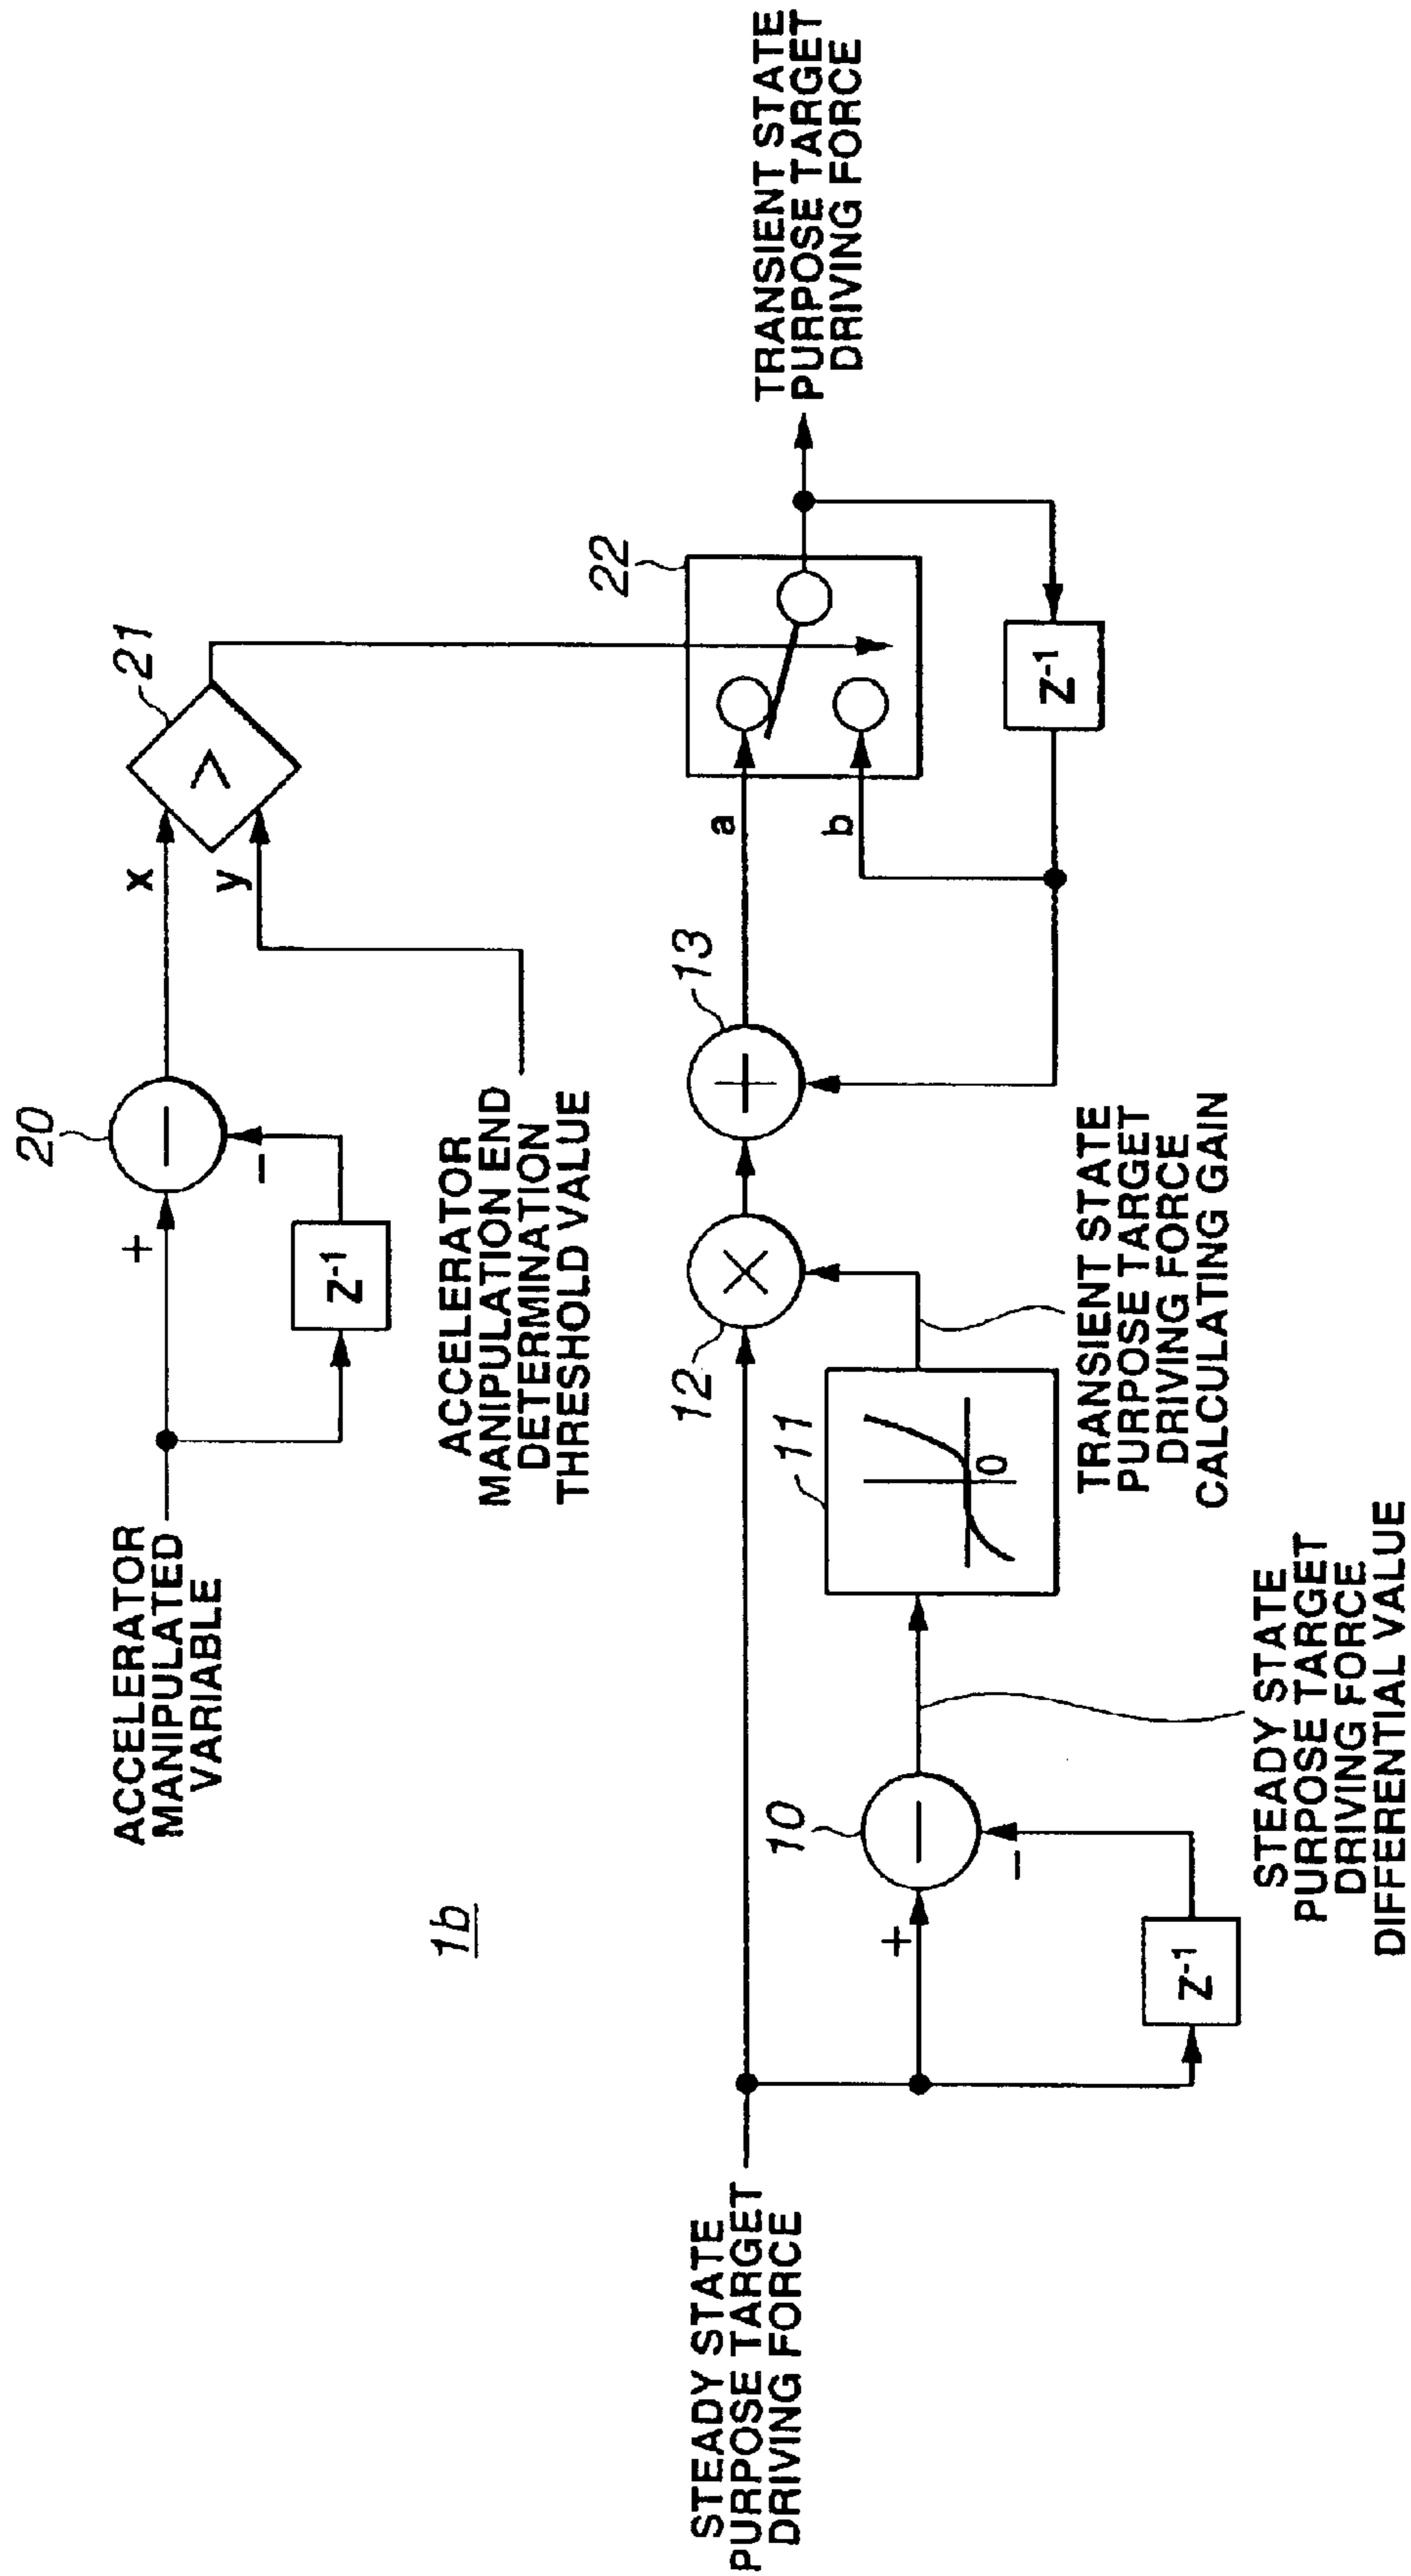 ACCELERATOR
MANIPULATED
VARIABLE
+
20
-
Z-1
x
y
21
>
ACCELERATOR
MANIPULATION END
DETERMINATION
THRESHOLD VALUE
1b
STEADY STATE
PURPOSE TARGET
DRIVING FORCE
+
10
-
Z-1
STEADY STATE
PURPOSE TARGET
DRIVING FORCE
DIFFERENTIAL VALUE
11
0
12
×
TRANSIENT STATE
PURPOSE TARGET
DRIVING FORCE
CALCULATING GAIN
13
+
a
b
22
Z-1
TRANSIENT STATE
PURPOSE TARGET
DRIVING FORCE